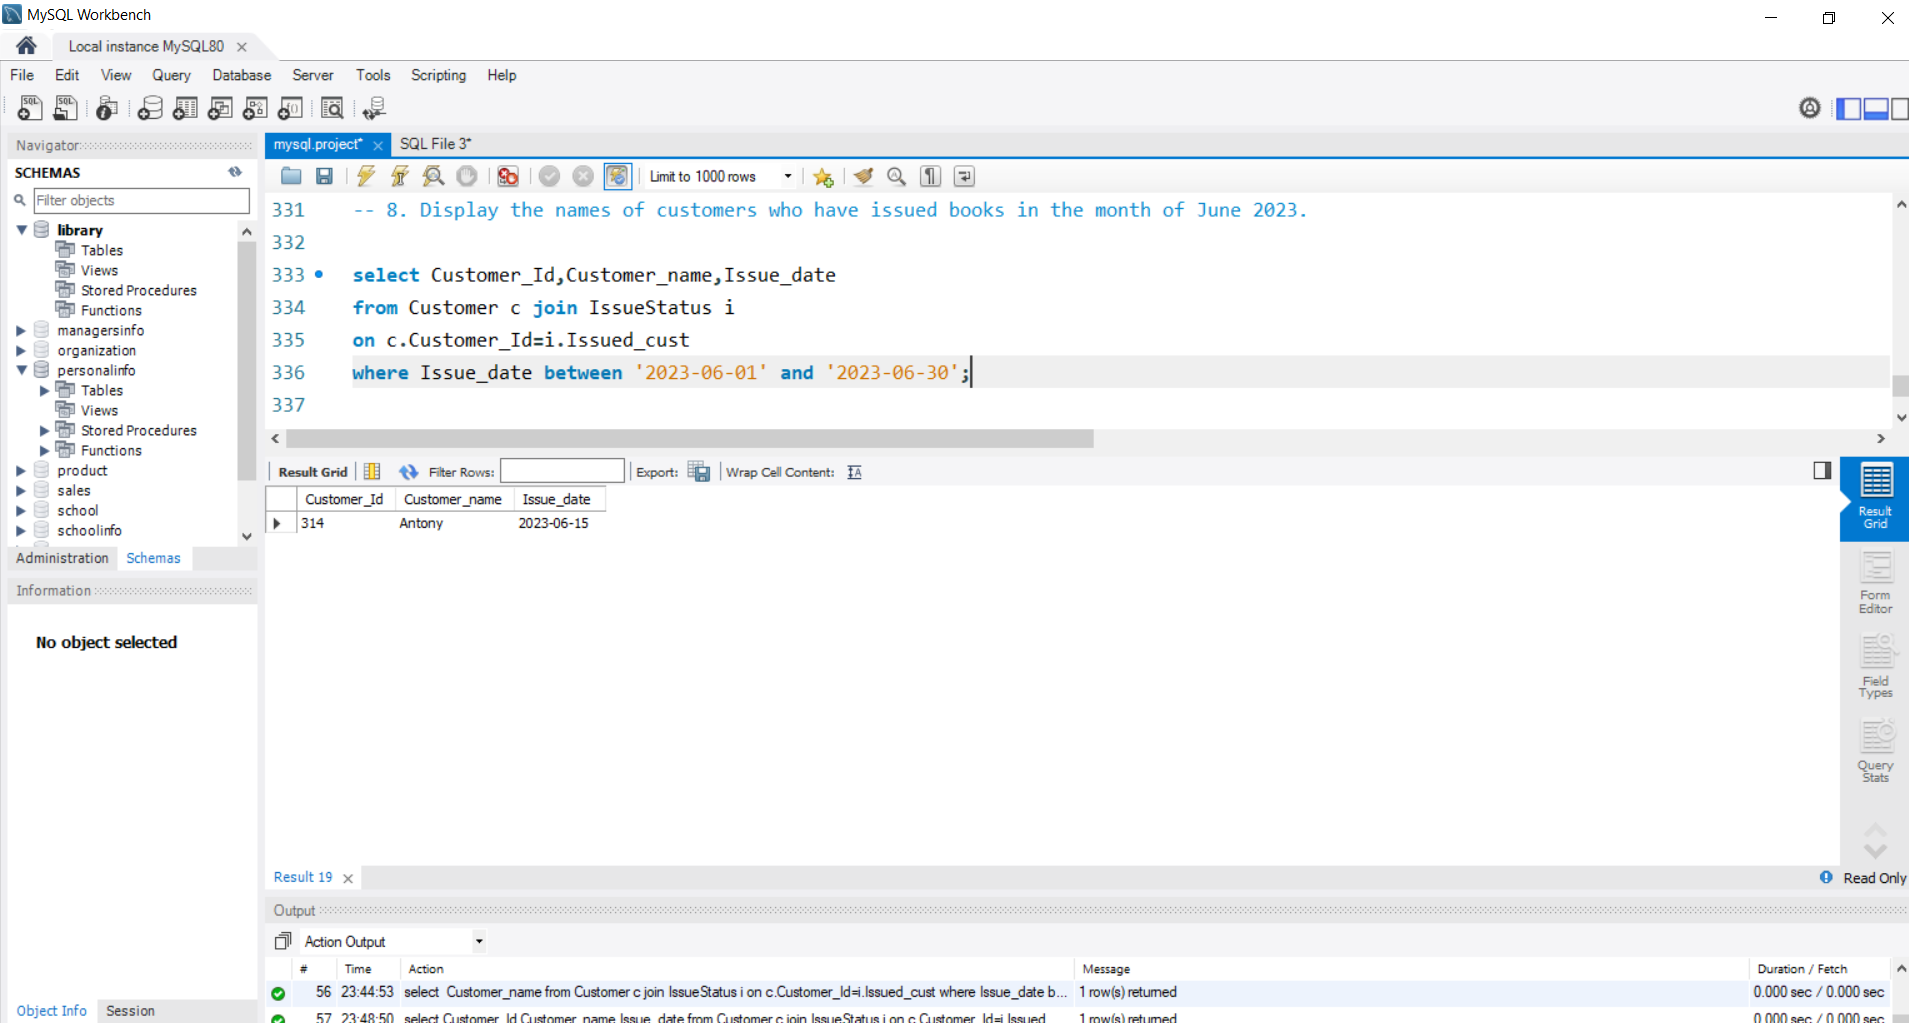 MySQL Workbench
Local instance MySQL80
File Edit View Query Database Server Tools Scripting Help
Navigator
SCHEMAS
Filter objects
library
Tables
Views
Stored Procedures
Functions
managersinfo
organization
personalinfo
Tables
Views
Stored Procedures
Functions
product
sales
school
schoolinfo
Administration Schemas
Information
No object selected
Object Info Session
mysql.project* SQL File 3*
Limit to 1000 rows
331 -- 8. Display the names of customers who have issued books in the month of June 2023.
332
333 select Customer_Id,Customer_name,Issue_date
334 from Customer c join IssueStatus i
335 on c.Customer_Id=i.Issued_cust
336 where Issue_date between '2023-06-01' and '2023-06-30';
337
Result Grid Filter Rows: Export: Wrap Cell Content:
Customer_Id Customer_name Issue_date
314 Antony 2023-06-15
Result Grid
Form Editor
Field Types
Query Stats
Result 19 Read Only
Output
Action Output
# Time Action Message Duration / Fetch
56 23:44:53 select Customer_name from Customer c join IssueStatus i on c.Customer_Id=i.Issued_cust where Issue_date b... 1 row(s) returned 0.000 sec / 0.000 sec
57 23:48:50 select Customer_Id,Customer_name,Issue_date from Customer c join IssueStatus i on c.Customer_Id=i.Issued 1 row(s) returned 0.000 sec / 0.000 sec